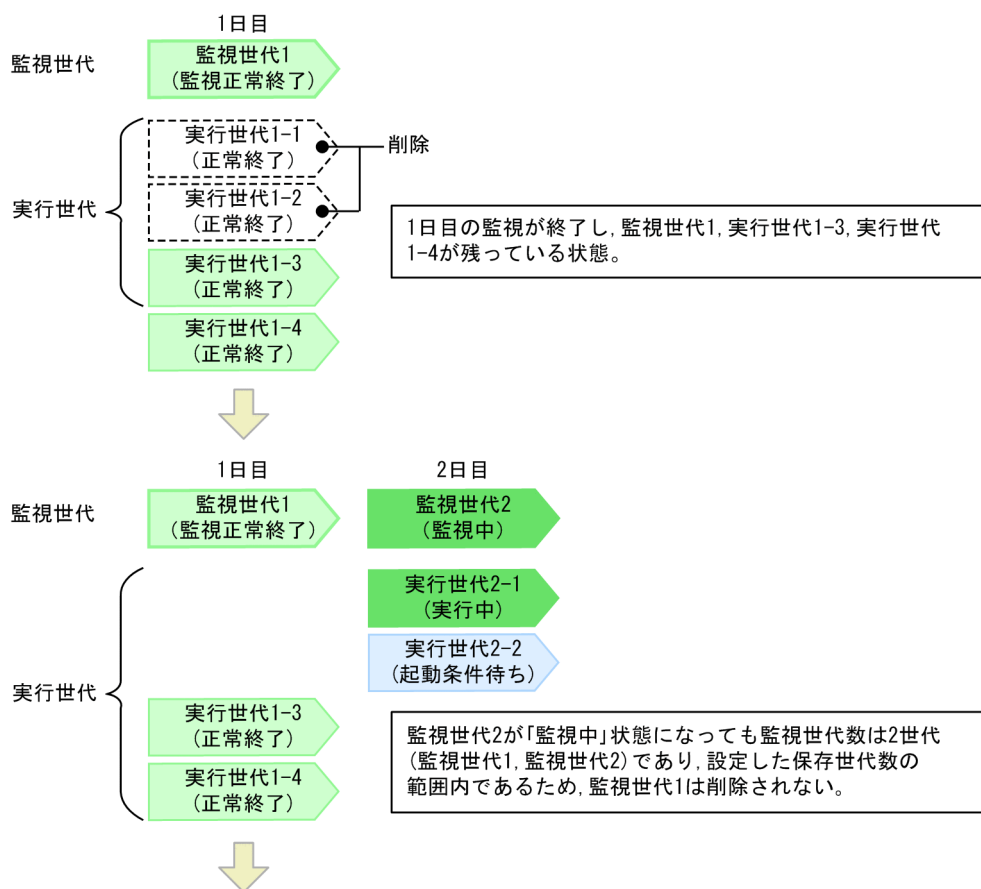 1日目
監視世代
監視世代1
(監視正常終了)
実行世代
実行世代1-1
(正常終了)
削除
実行世代1-2
(正常終了)
実行世代1-3
(正常終了)
実行世代1-4
(正常終了)
1日目の監視が終了し,監視世代1,実行世代1-3,実行世代
1-4が残っている状態。
1日目
2日目
監視世代
監視世代1
(監視正常終了)
監視世代2
(監視中)
実行世代
実行世代2-1
(実行中)
実行世代2-2
(起動条件待ち)
実行世代1-3
(正常終了)
実行世代1-4
(正常終了)
監視世代2が「監視中」状態になっても監視世代数は2世代
(監視世代1,監視世代2)であり,設定した保存世代数の
範囲内であるため,監視世代1は削除されない。